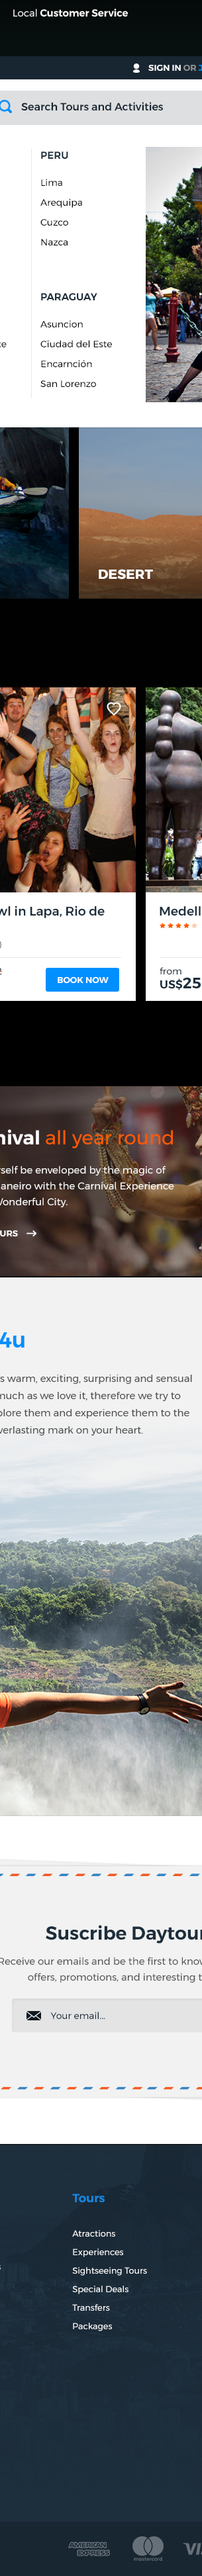 Local Customer Service
SIGN IN OR
Search Tours and Activities
PERU
Lima
Arequipa
Cuzco
Nazca
PARAGUAY
Asuncion
Ciudad del Este
Encarnción
San Lorenzo
DESERT
in Lapa, Rio de
BOOK NOW
Medell
from
US$25
nival all year round
rself be enveloped by the magic of
aneiro with the Carnival Experience
Wonderful City.
URS
4u
s warm, exciting, surprising and sensual
much as we love it, therefore we try to
plore them and experience them to the
everlasting mark on your heart.
Suscribe Daytour
Receive our emails and be the first to know
offers, promotions, and interesting t
Your email...
Tours
Atractions
Experiences
Sightseeing Tours
Special Deals
Transfers
Packages
AMERICAN EXPRESS
mastercard
VI